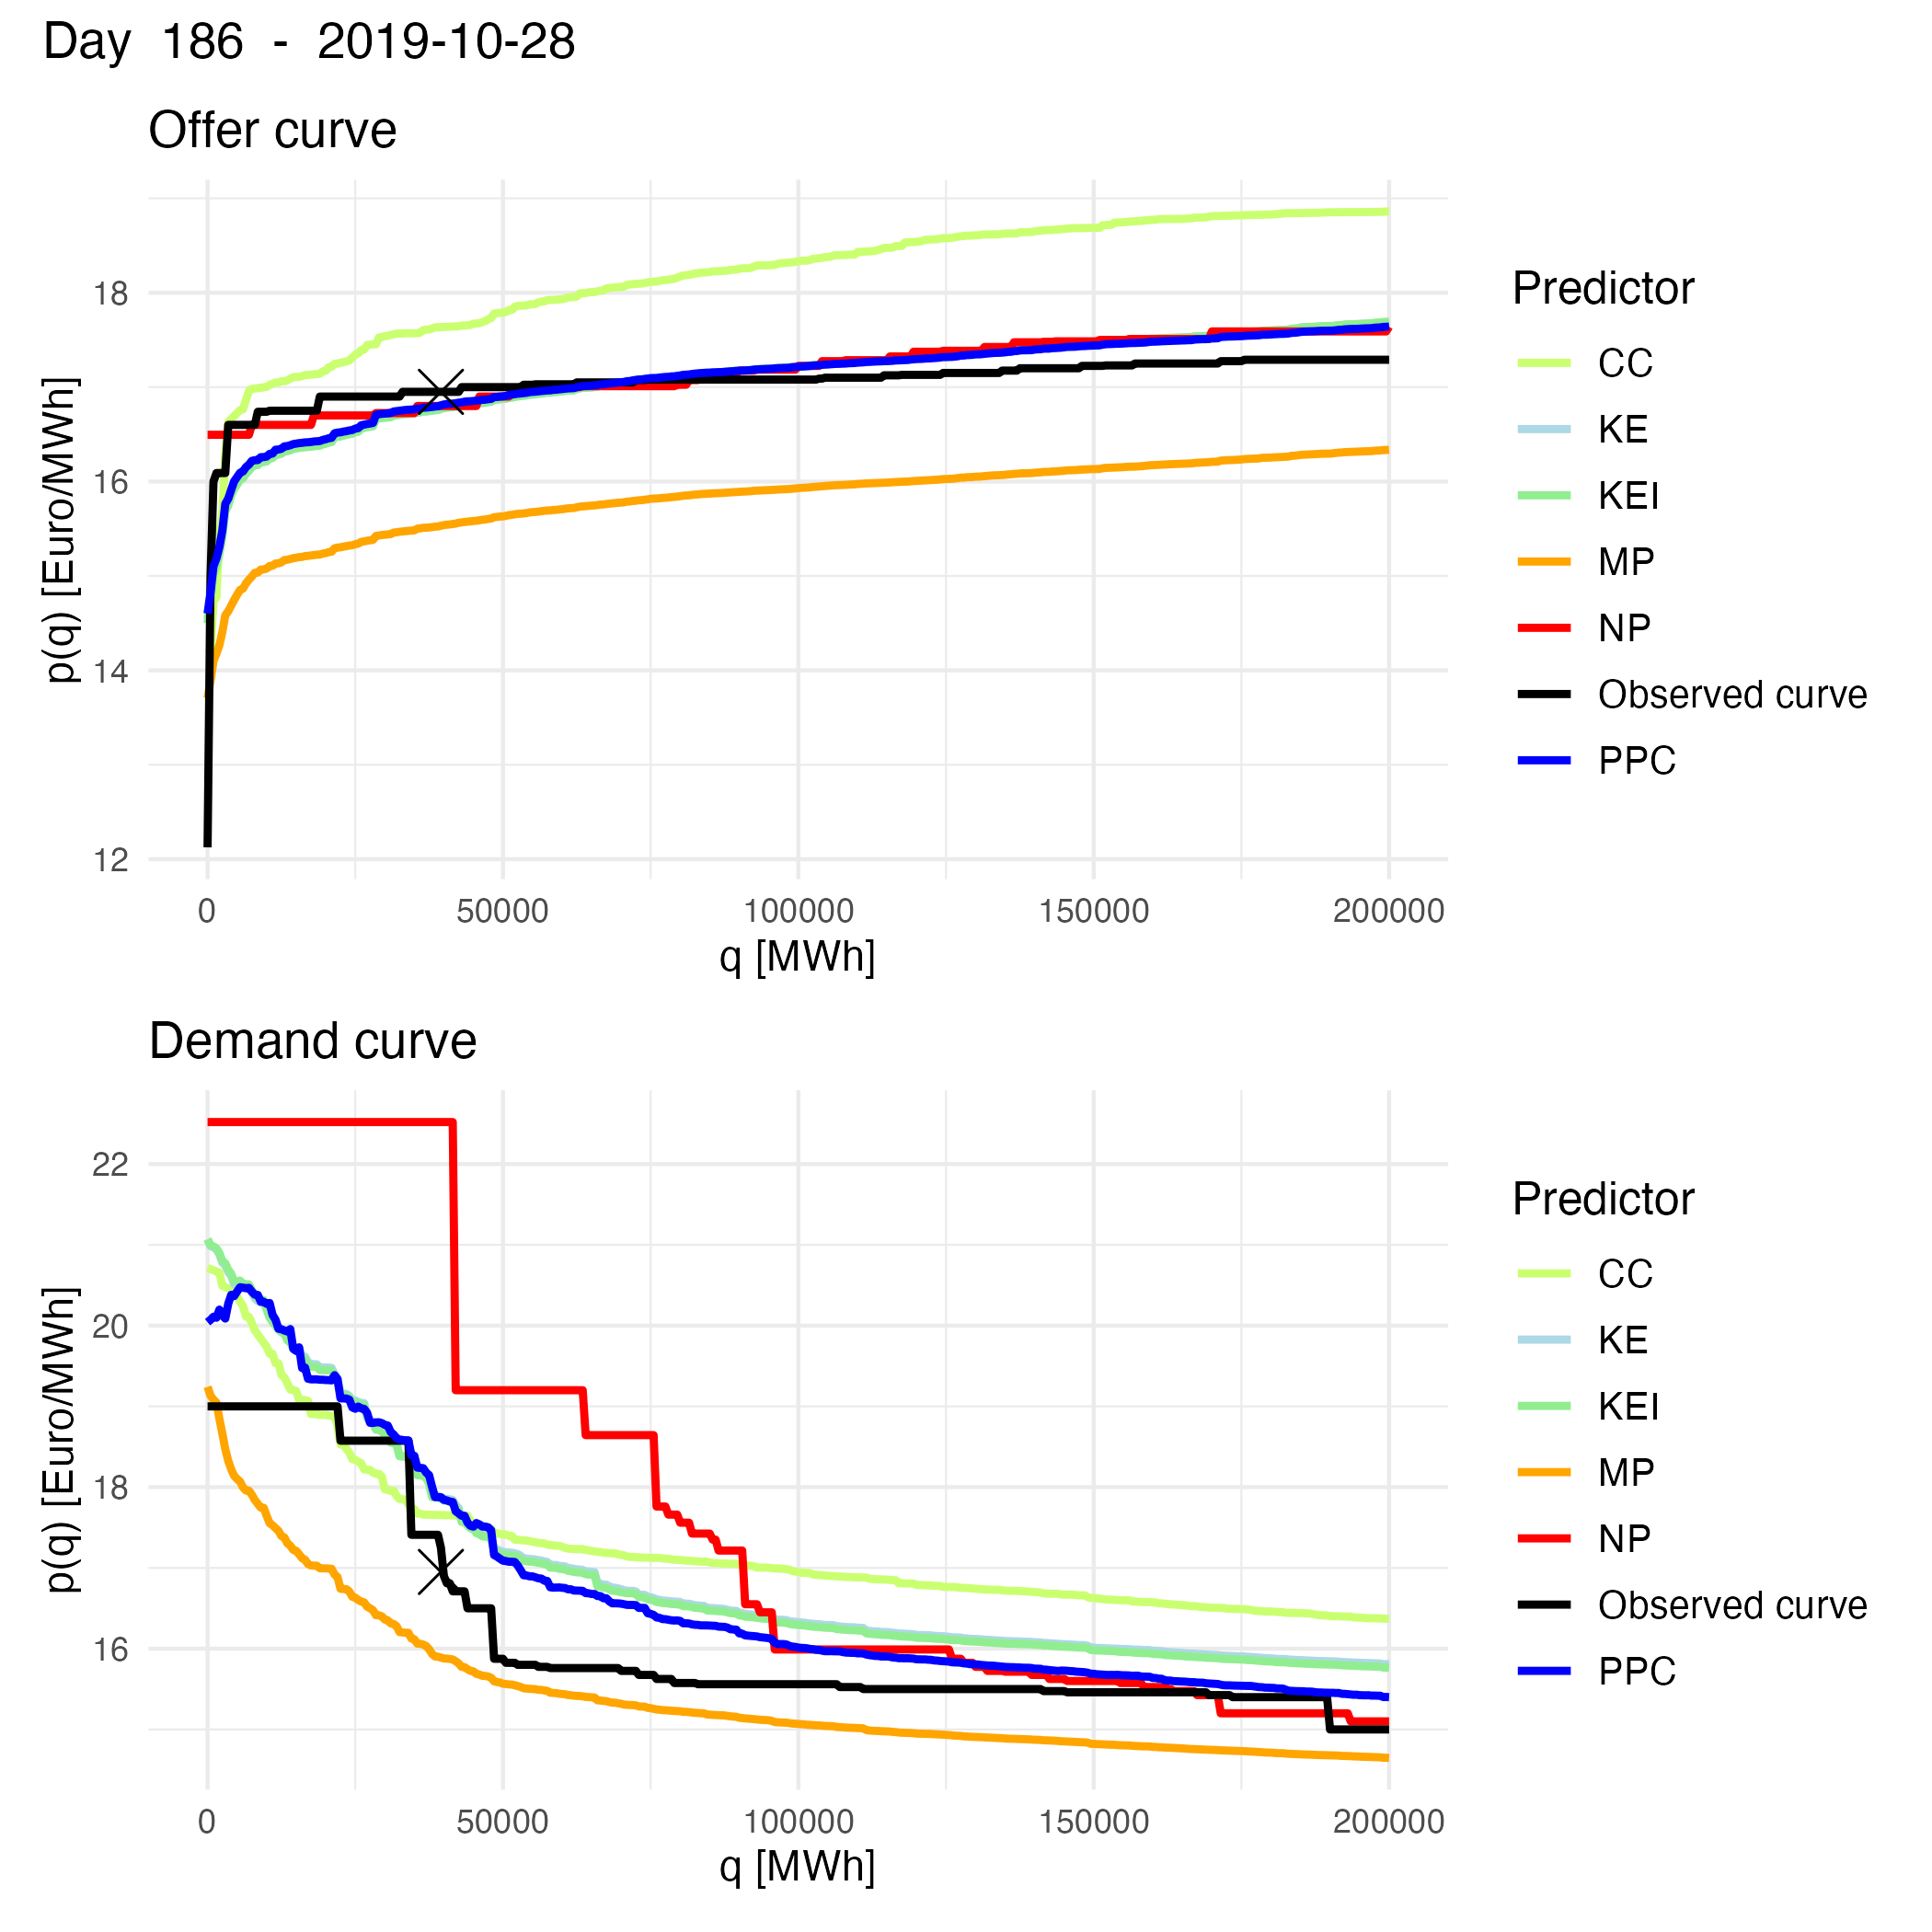 Day 186 - 2019-10-28
Offer curve
p(q) [Euro/MWh]
18
16
14
12
0 50000 100000 150000 200000
q [MWh]
Predictor
CC
KE
KEI
MP
NP
Observed curve
PPC
Demand curve
p(q) [Euro/MWh]
22
20
18
16
0 50000 100000 150000 200000
q [MWh]
Predictor
CC
KE
KEI
MP
NP
Observed curve
PPC